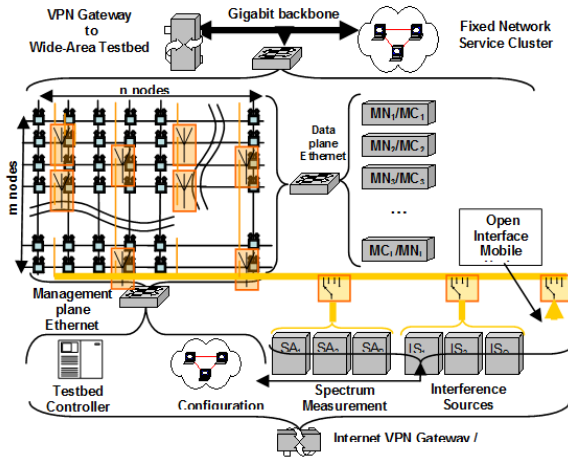 VPN Gateway
to
Wide-Area Testbed
Gigabit backbone
Fixed Network
Service Cluster
n nodes
m nodes
Data
plane
Ethernet
MN₁/MC₁
MN₂/MC₂
MN₃/MC₃
...
Open
Interface
Mobile
Management
plane
Ethernet
SA₁
SA₂
IS₁
IS₂
Testbed
Controller
Configuration
Spectrum
Measurement
Interference
Sources
Internet VPN Gateway /